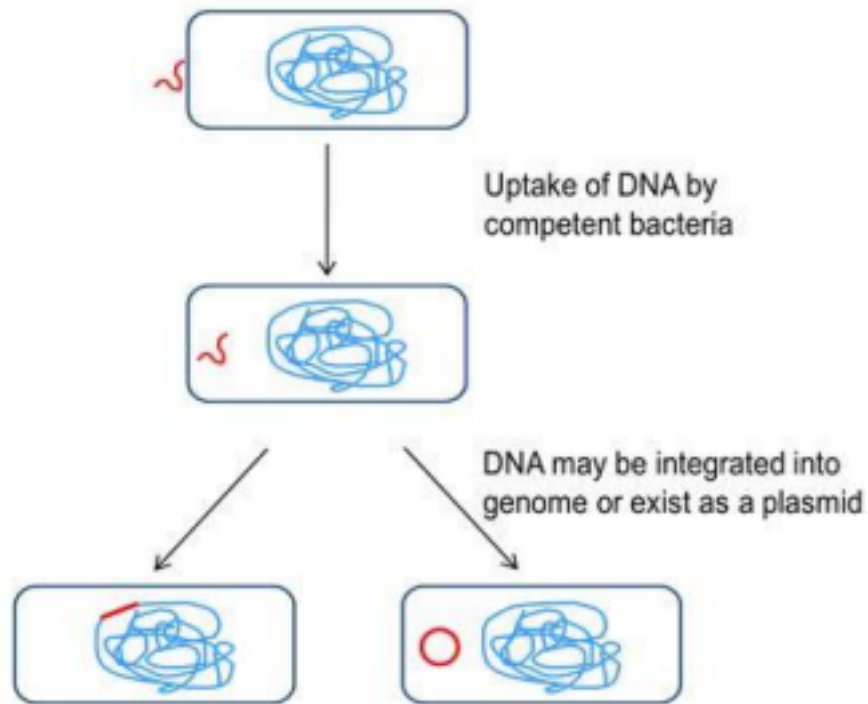 Uptake of DNA by
competent bacteria
DNA may be integrated into
genome or exist as a plasmid